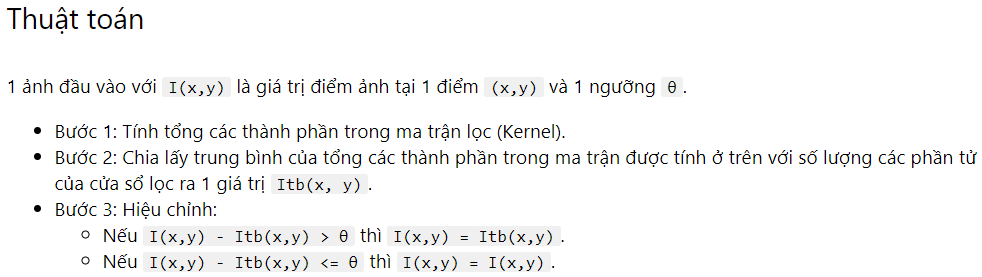 Thuật toán
1 ảnh đầu vào với I(x,y) là giá trị điểm ảnh tại 1 điểm (x,y) và 1 ngưỡng θ.
• Bước 1: Tính tổng các thành phần trong ma trận lọc (Kernel).
• Bước 2: Chia lấy trung bình của tổng các thành phần trong ma trận được tính ở trên với số lượng các phần tử
của cửa sổ lọc ra 1 giá trị Itb(x, y).
• Bước 3: Hiệu chỉnh:
◦ Nếu I(x,y) - Itb(x,y) > θ thì I(x,y) = Itb(x,y).
◦ Nếu I(x,y) - Itb(x,y) <= θ thì I(x,y) = I(x,y).